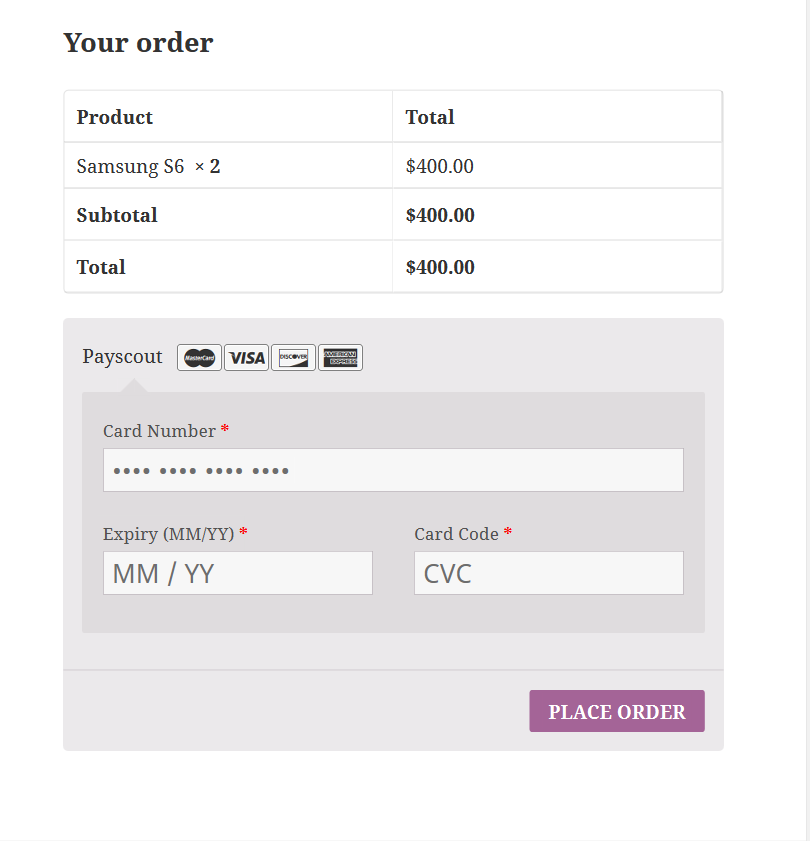 Your order
Product Total
Samsung S6 × 2 $400.00
Subtotal $400.00
Total $400.00
Payscout MasterCard VISA DISCOVER AMERICAN EXPRESS
Card Number *
•••• •••• •••• ••••
Expiry (MM/YY) * Card Code *
MM / YY CVC
PLACE ORDER